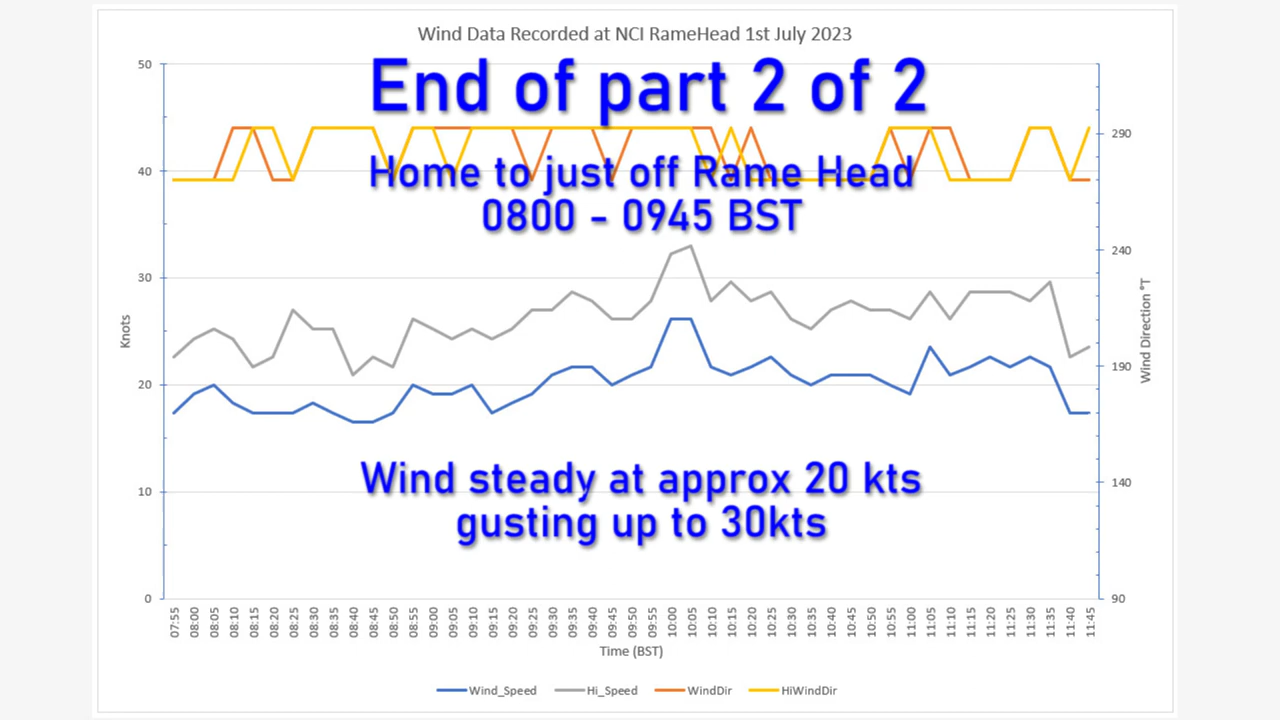 Wind Data Recorded at NCI RameHead 1st July 2023
End of part 2 of 2
Home to just off Rame Head
0800 - 0945 BST
Wind steady at approx 20 kts
gusting up to 30kts
Knots
50
40
30
20
10
0
Wind Direction °T
290
240
190
140
90
07:55 08:00 08:05 08:10 08:15 08:20 08:25 08:30 08:35 08:40 08:45 08:50 08:55 09:00 09:05 09:10 09:15 09:20 09:25 09:30 09:35 09:40 09:45 09:50 09:55 10:00 10:05 10:10 10:15 10:20 10:25 10:30 10:35 10:40 10:45 10:50 10:55 11:00 11:05 11:10 11:15 11:20 11:25 11:30 11:35 11:40 11:45
Time (BST)
Wind_Speed Hi_Speed WindDir HiWindDir